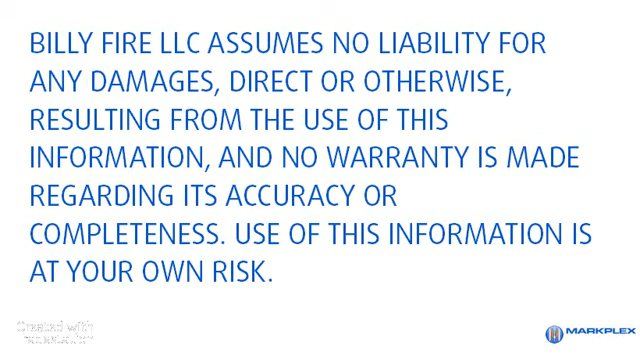 BILLY FIRE LLC ASSUMES NO LIABILITY FOR
ANY DAMAGES, DIRECT OR OTHERWISE,
RESULTING FROM THE USE OF THIS
INFORMATION, AND NO WARRANTY IS MADE
REGARDING ITS ACCURACY OR
COMPLETENESS. USE OF THIS INFORMATION IS
AT YOUR OWN RISK.
Created with
MARKPLEX